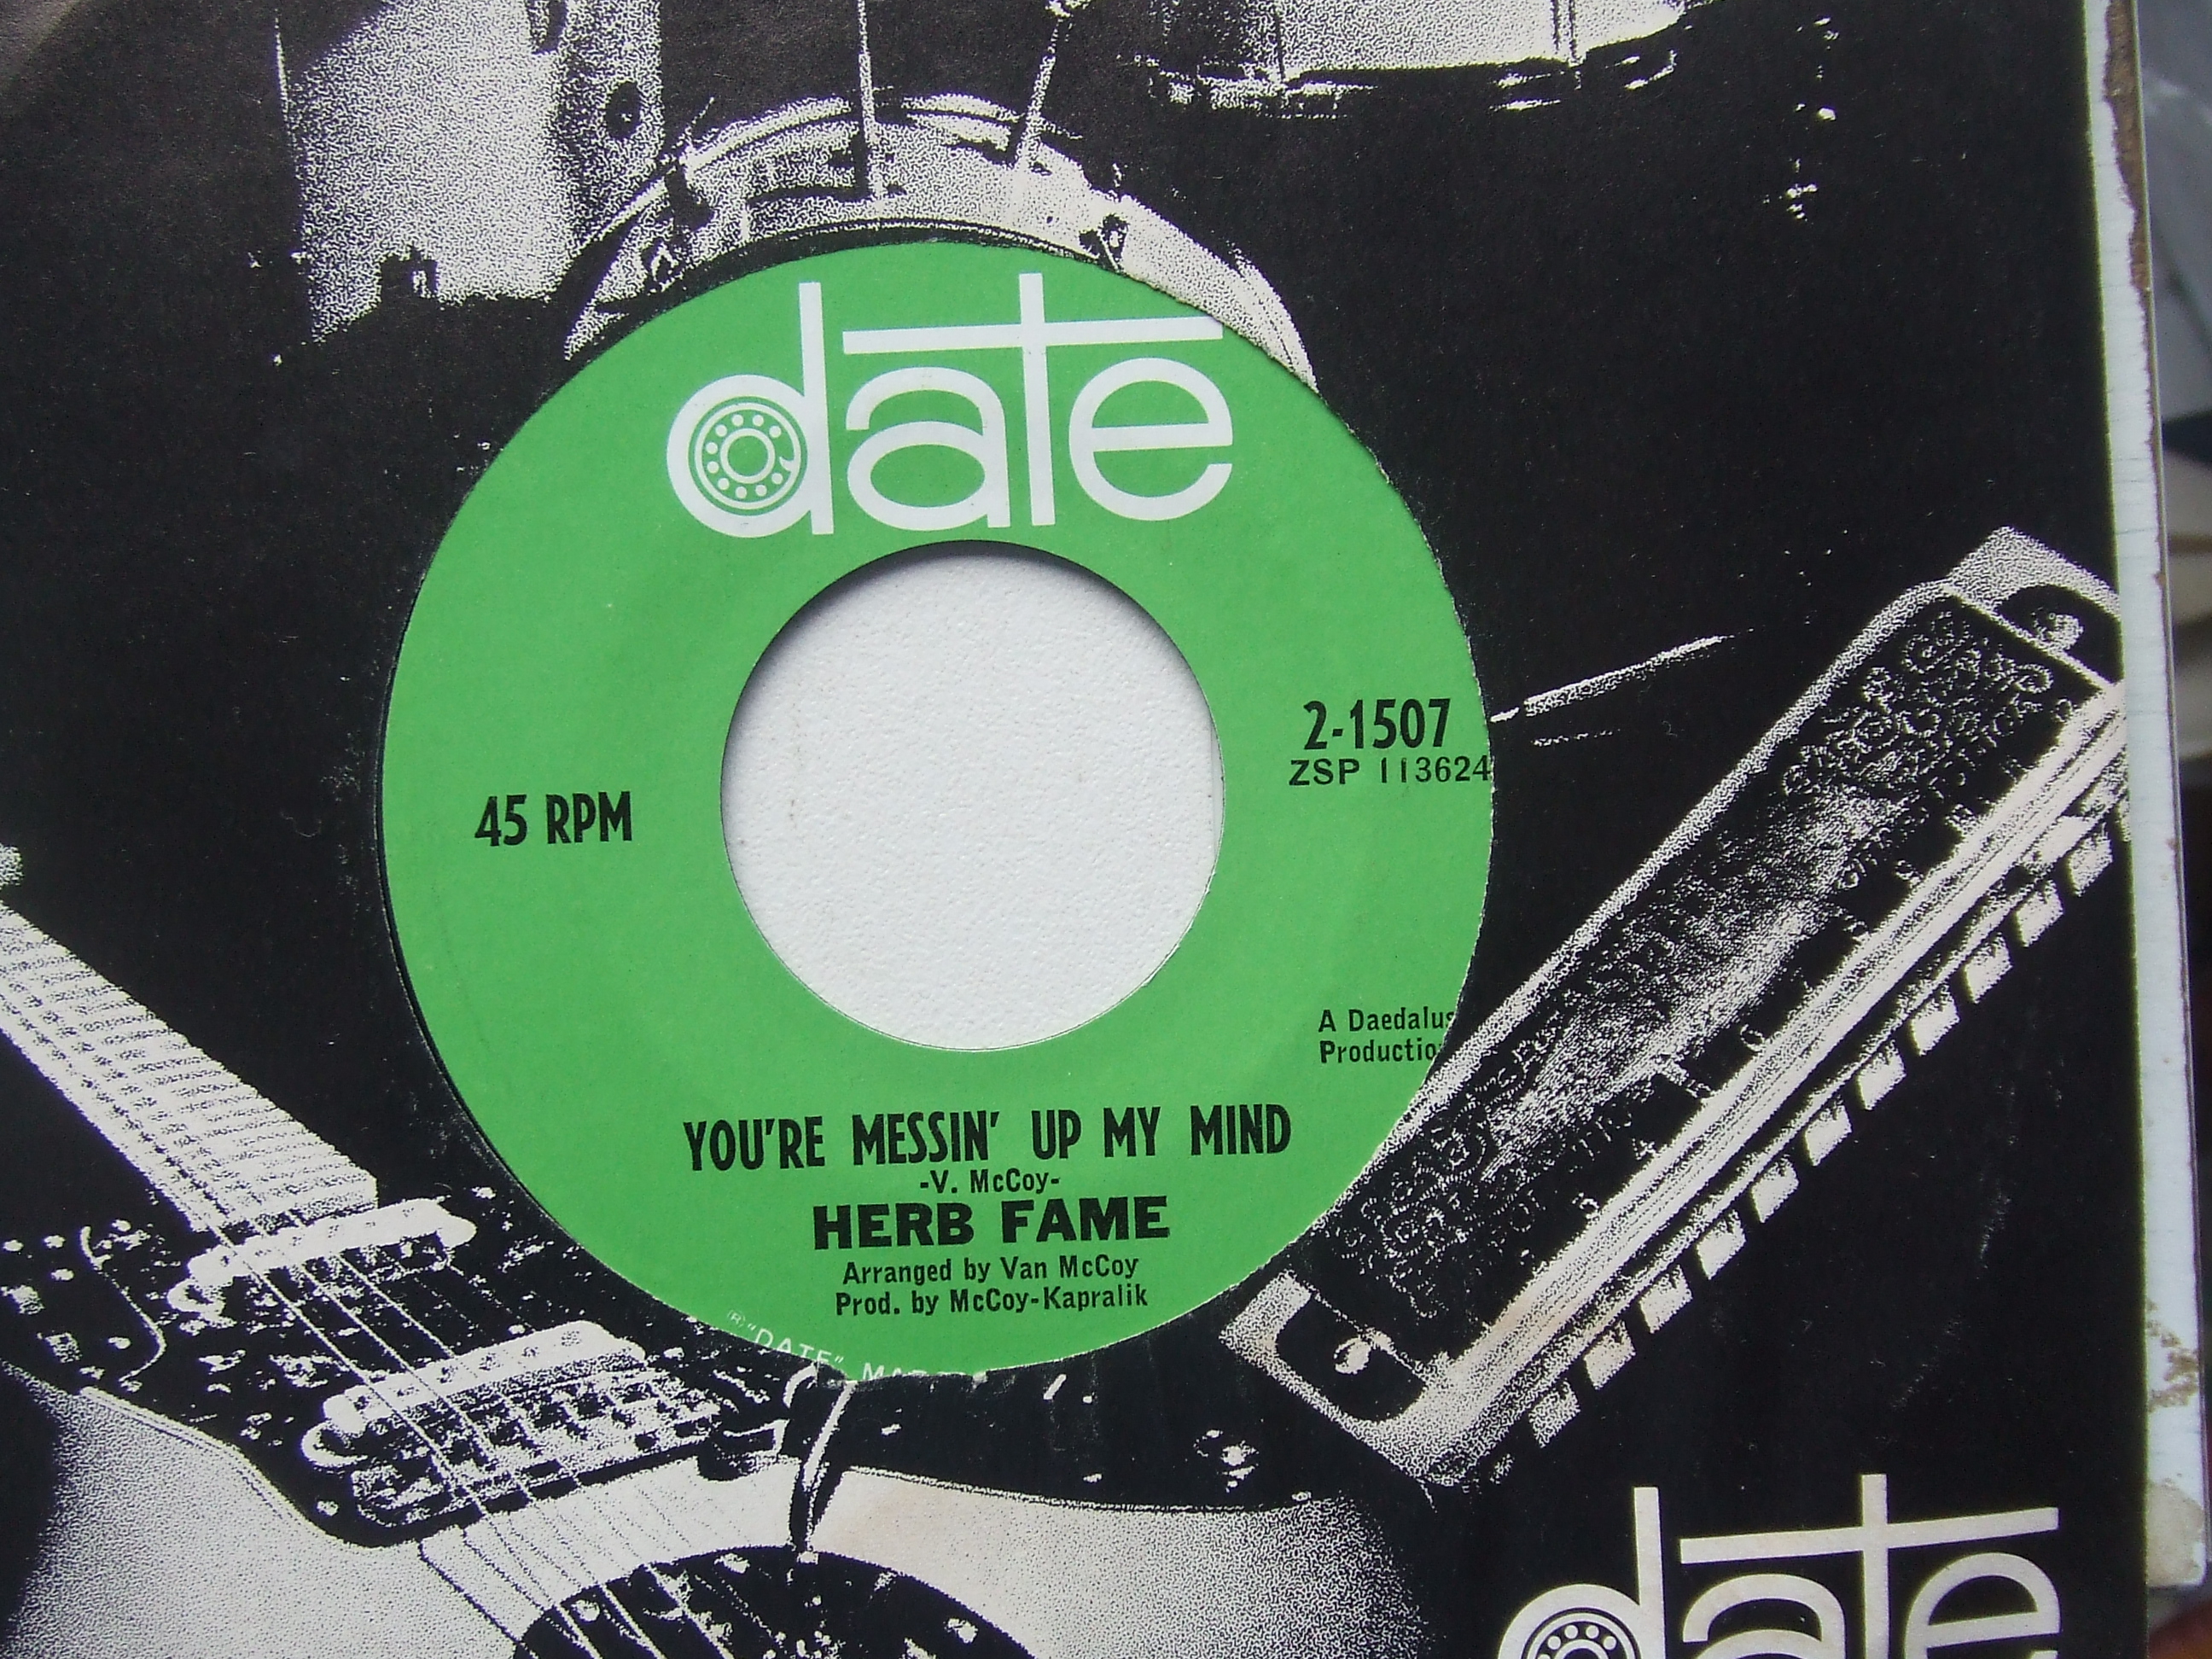 date
2-1507
ZSP 113624
45 RPM
A Daedalus
Productio
YOU'RE MESSIN' UP MY MIND
-V. McCoy-
HERB FAME
Arranged by Van McCoy
Prod. by McCoy-Kapralik
® "DATE"
date